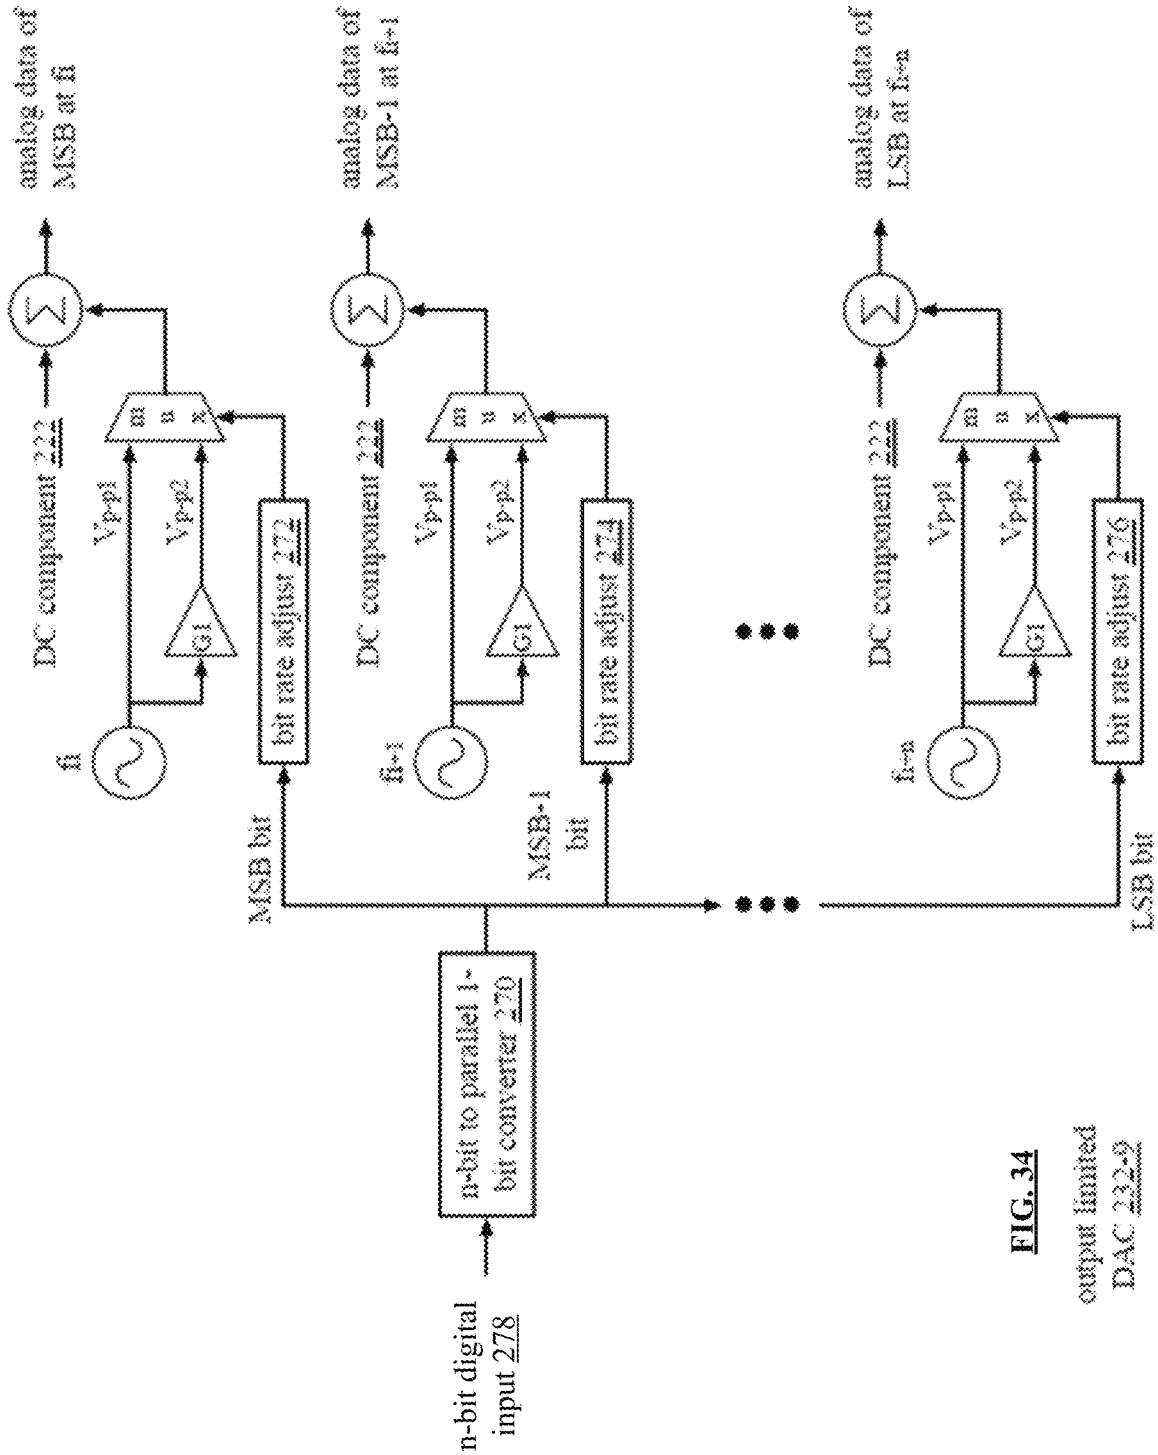 n-bit digital
input 278
n-bit to parallel 1-
bit converter 270
MSB bit
fi
DC component 222
Vp-p1
Vp-p2
G1
m
u
x
bit rate adjust 272
Σ
analog data of
MSB at fi
MSB-1
bit
fi+1
DC component 222
Vp-p1
Vp-p2
G1
m
u
x
bit rate adjust 274
Σ
analog data of
MSB-1 at fi+1
LSB bit
fi+n
DC component 222
Vp-p1
Vp-p2
G1
m
u
x
bit rate adjust 276
Σ
analog data of
LSB at fi+n
FIG. 34
output limited
DAC 232-9